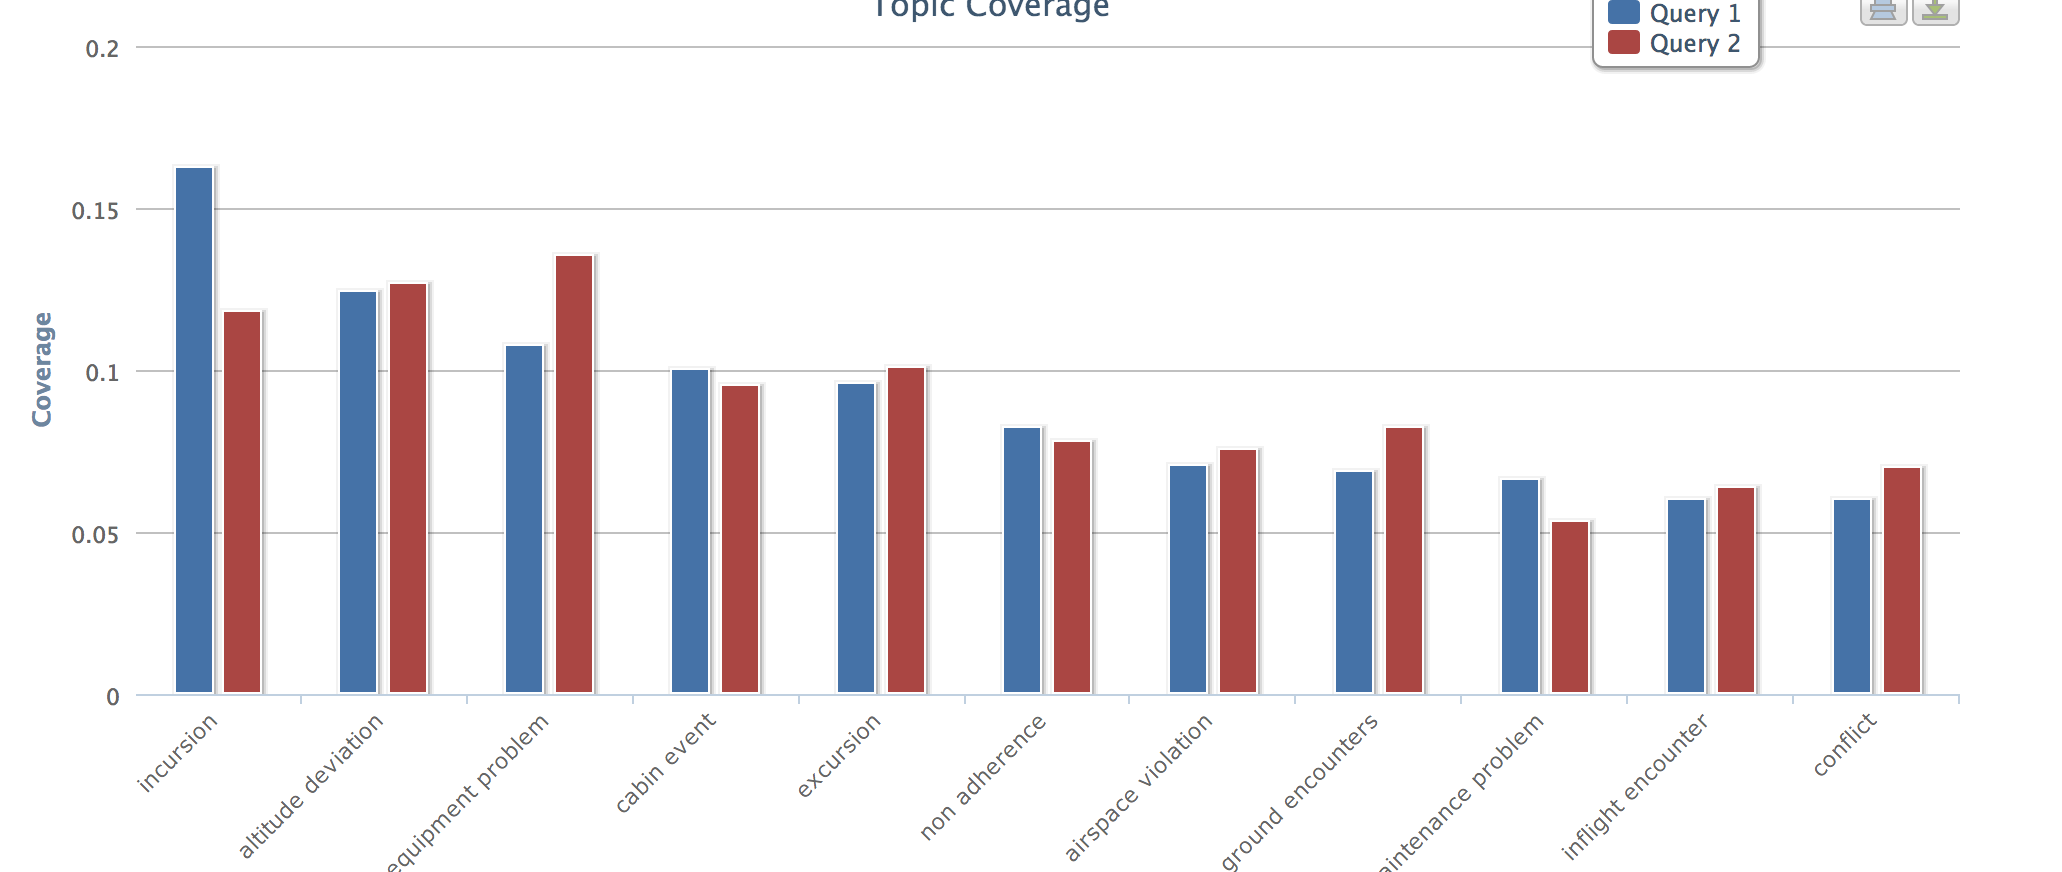 Topic Coverage
Query 1
Query 2
0.2
0.15
0.1
0.05
0
Coverage
incursion
altitude deviation
equipment problem
cabin event
excursion
non adherence
airspace violation
ground encounters
aintenance problem
inflight encounter
conflict